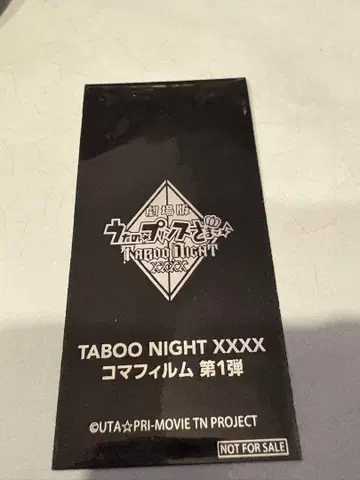 劇場版
うたの☆プリンスさまっ♪
TABOO NIGHT
XXXX
TABOO NIGHT XXXX
コマフィルム 第1弾
©UTA☆PRI-MOVIE TN PROJECT
NOT FOR SALE